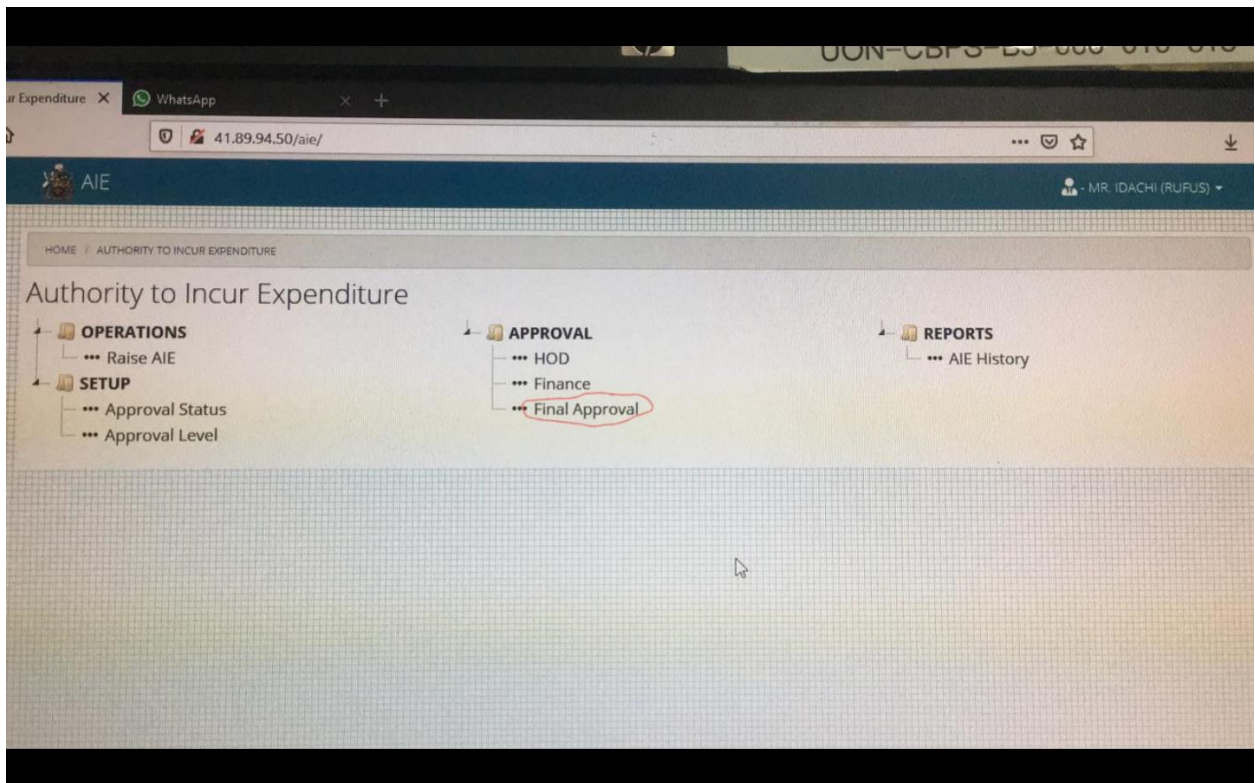 ur Expenditure
WhatsApp
41.89.94.50/aie/
AIE
- MR. IDACHI (RUFUS)
HOME / AUTHORITY TO INCUR EXPENDITURE
Authority to Incur Expenditure
OPERATIONS
Raise AIE
SETUP
Approval Status
Approval Level
APPROVAL
HOD
Finance
Final Approval
REPORTS
AIE History